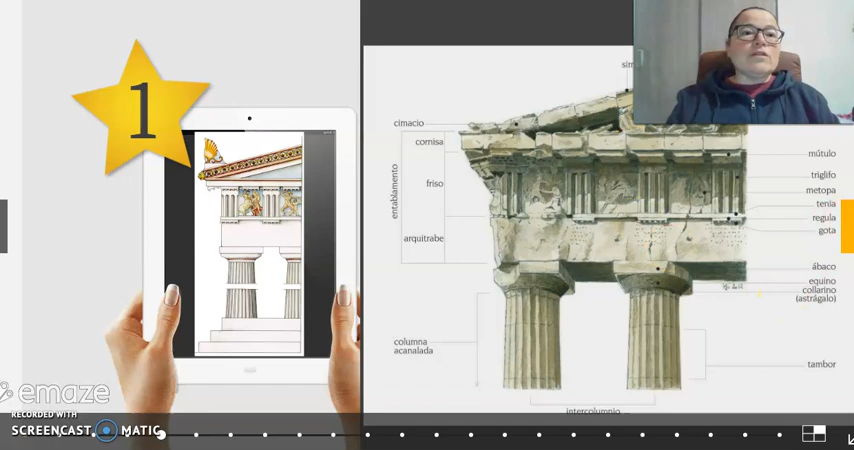 1
sim
cimacio
cornisa
entablamento
friso
arquitrabe
mútulo
triglifo
metopa
tenia
regula
gota
ábaco
equino
collarino
(astrágalo)
columna
acanalada
tambor
intercolumnio
emaze
RECORDED WITH
SCREENCAST MATIC